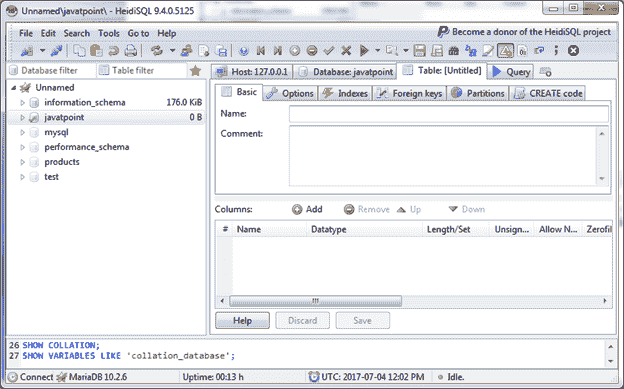 Unnamed\javatpoint\ - HeidiSQL 9.4.0.5125
File Edit Search Tools Go to Help
Become a donor of the HeidiSQL project
Database filter Table filter
Host: 127.0.0.1 Database: javatpoint Table: [Untitled] Query
Unnamed
information_schema 176.0 KiB
javatpoint 0 B
mysql
performance_schema
products
test
Basic Options Indexes Foreign keys Partitions CREATE code
Name:
Comment:
Columns: Add Remove Up Down
# Name Datatype Length/Set Unsign... Allow N... Zerofil
Help Discard Save
26 SHOW COLLATION;
27 SHOW VARIABLES LIKE 'collation_database';
Connect MariaDB 10.2.6 Uptime: 00:13 h UTC: 2017-07-04 12:02 PM Idle.